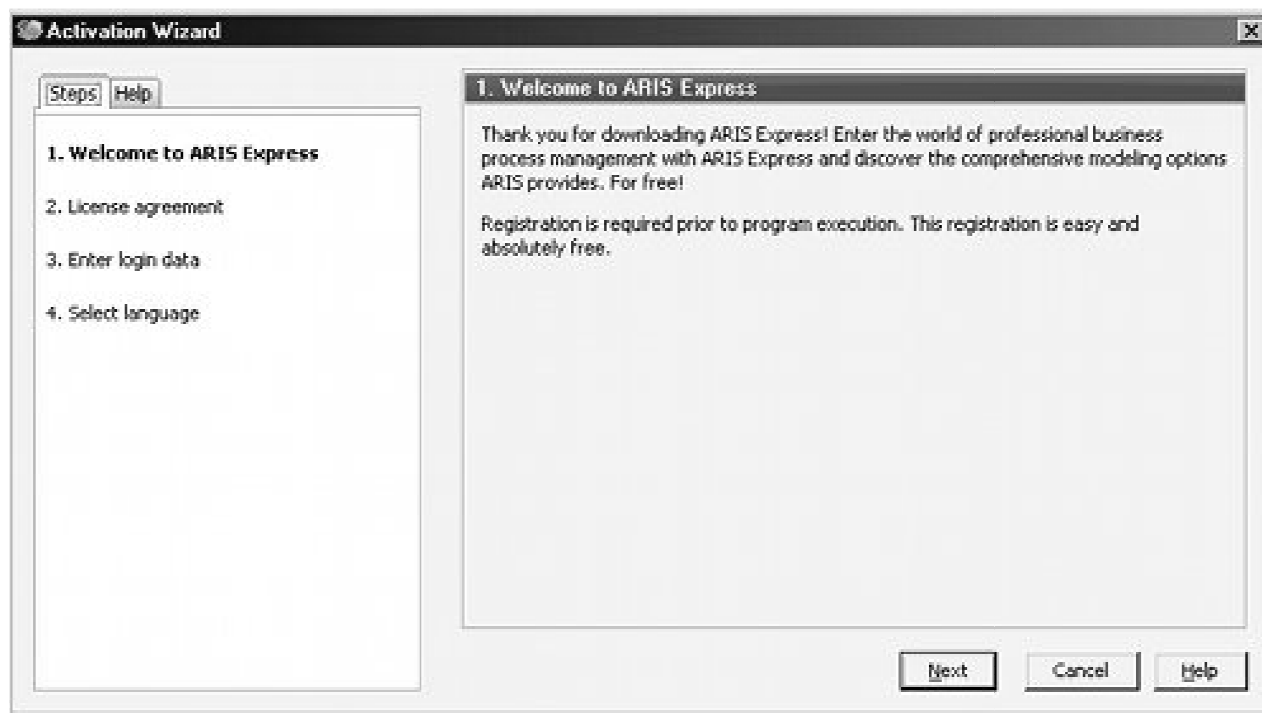 Activation Wizard
Steps Help
1. Welcome to ARIS Express
2. License agreement
3. Enter login data
4. Select language
1. Welcome to ARIS Express
Thank you for downloading ARIS Express! Enter the world of professional business
process management with ARIS Express and discover the comprehensive modeling options
ARIS provides. For free!
Registration is required prior to program execution. This registration is easy and
absolutely free.
Next Cancel Help